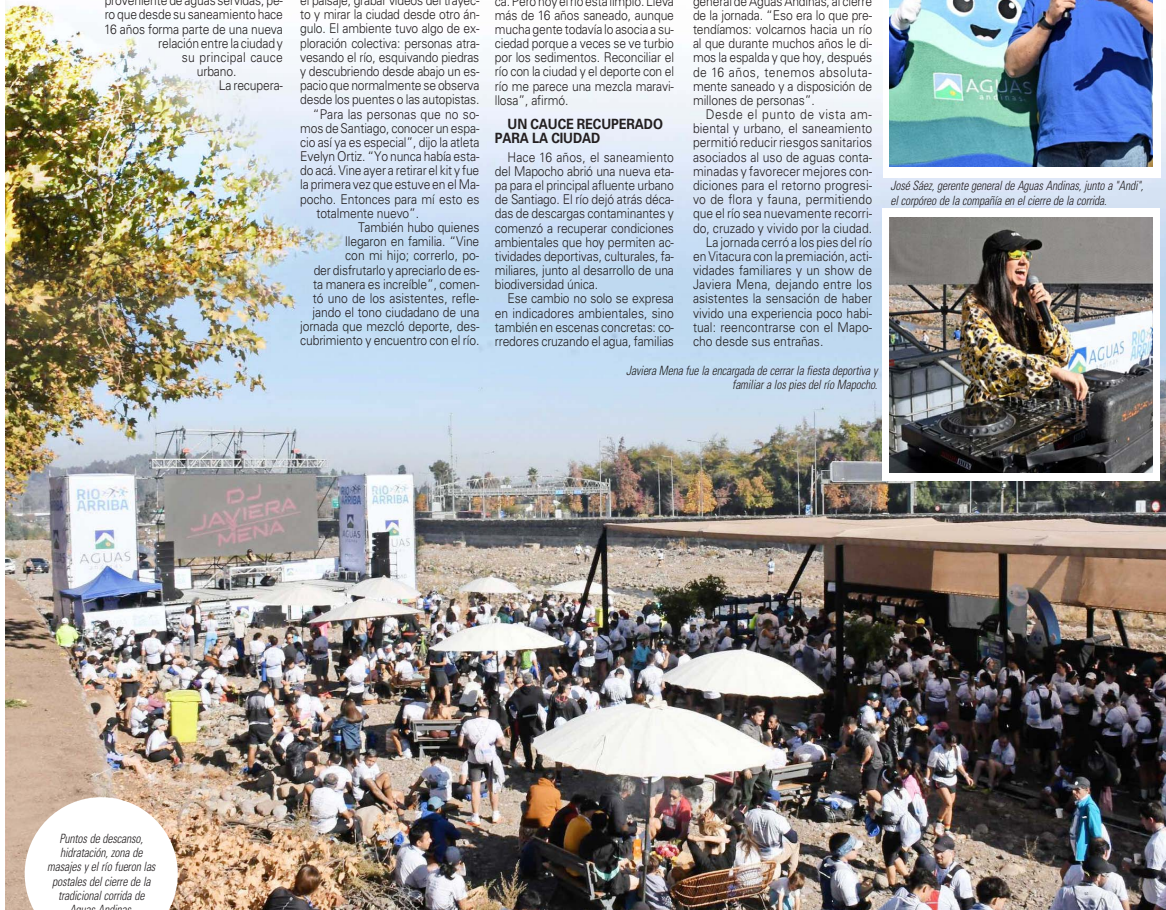 proveniente de aguas servidas, pe-
ro que desde su saneamiento hace
16 años forma parte de una nueva
relación entre la ciudad y
su principal cauce
urbano.
La recupera-
el paisaje, grabar videos del trayec-
to y mirar la ciudad desde otro án-
gulo. El ambiente tuvo algo de ex-
ploración colectiva: personas atra-
vesando el río, esquivando piedras
y descubriendo desde abajo un es-
pacio que normalmente se observa
desde los puentes o las autopistas.
"Para las personas que no so-
mos de Santiago, conocer un espa-
cio así ya es especial", dijo la atleta
Evelyn Ortiz. "Yo nunca había esta-
do acá. Vine ayer a retirar el kit y fue
la primera vez que estuve en el Ma-
pocho. Entonces para mí esto es
totalmente nuevo".
También hubo quienes
llegaron en familia. "Vine
con mi hijo; correrlo, po-
der disfrutarlo y apreciarlo de es-
ta manera es increíble", comen-
tó uno de los asistentes, refle-
jando el tono ciudadano de una
jornada que mezcló deporte, des-
cubrimiento y encuentro con el río.
ca. Pero hoy el río está limpio. Lleva
más de 16 años saneado, aunque
mucha gente todavía lo asocia a su-
ciedad porque a veces se ve turbio
por los sedimentos. Reconciliar el
río con la ciudad y el deporte con el
río me parece una mezcla maravi-
llosa", afirmó.
UN CAUCE RECUPERADO
PARA LA CIUDAD
Hace 16 años, el saneamiento
del Mapocho abrió una nueva eta-
pa para el principal afluente urbano
de Santiago. El río dejó atrás déca-
das de descargas contaminantes y
comenzó a recuperar condiciones
ambientales que hoy permiten ac-
tividades deportivas, culturales, fa-
miliares, junto al desarrollo de una
biodiversidad única.
Ese cambio no solo se expresa
en indicadores ambientales, sino
también en escenas concretas: co-
rredores cruzando el agua, familias
general de Aguas Andinas, al cierre
de la jornada. "Eso era lo que pre-
tendíamos: volcarnos hacia un río
al que durante muchos años le di-
mos la espalda y que hoy, después
de 16 años, tenemos absoluta-
mente saneado y a disposición de
millones de personas".
Desde el punto de vista am-
biental y urbano, el saneamiento
permitió reducir riesgos sanitarios
asociados al uso de aguas conta-
minadas y favorecer mejores con-
diciones para el retorno progresi-
vo de flora y fauna, permitiendo
que el río sea nuevamente recorri-
do, cruzado y vivido por la ciudad.
La jornada cerró a los pies del río
en Vitacura con la premiación, acti-
vidades familiares y un show de
Javiera Mena, dejando entre los
asistentes la sensación de haber
vivido una experiencia poco habi-
tual: reencontrarse con el Mapo-
cho desde sus entrañas.
AGUAS
andinas
José Sáez, gerente general de Aguas Andinas, junto a "Andi",
el corpóreo de la compañía en el cierre de la corrida.
AGUAS
RIO
Javiera Mena fue la encargada de cerrar la fiesta deportiva y
familiar a los pies del río Mapocho.
RIO
ARRIBA
AGUAS
DJ
JAVIERA
MENA
RIO
ARRIBA
AGUAS
Puntos de descanso,
hidratación, zona de
masajes y el río fueron las
postales del cierre de la
tradicional corrida de
Aguas Andinas